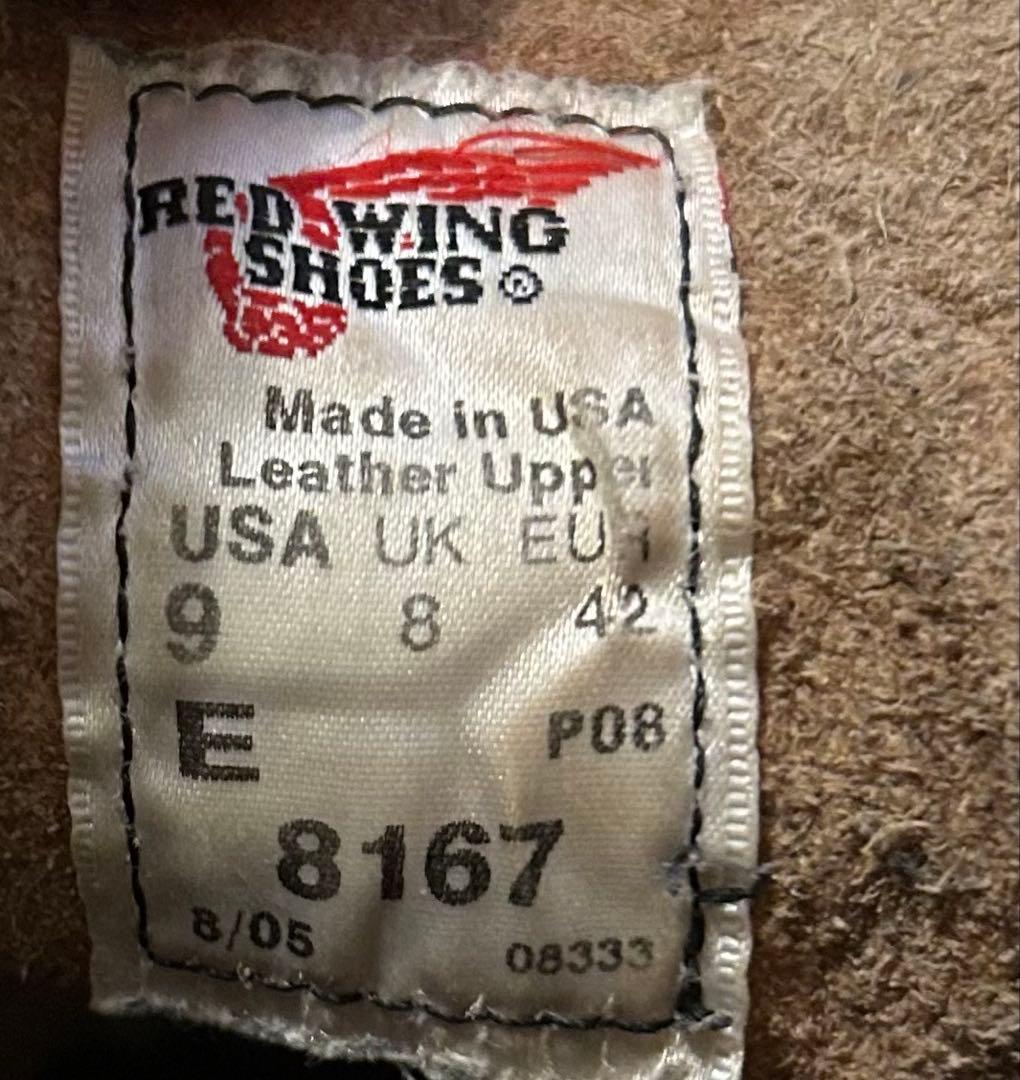 RED WING
SHOES ®
Made in USA
Leather Upper
USA UK EUR
9 8 42
E P08
8167
8/05 08333